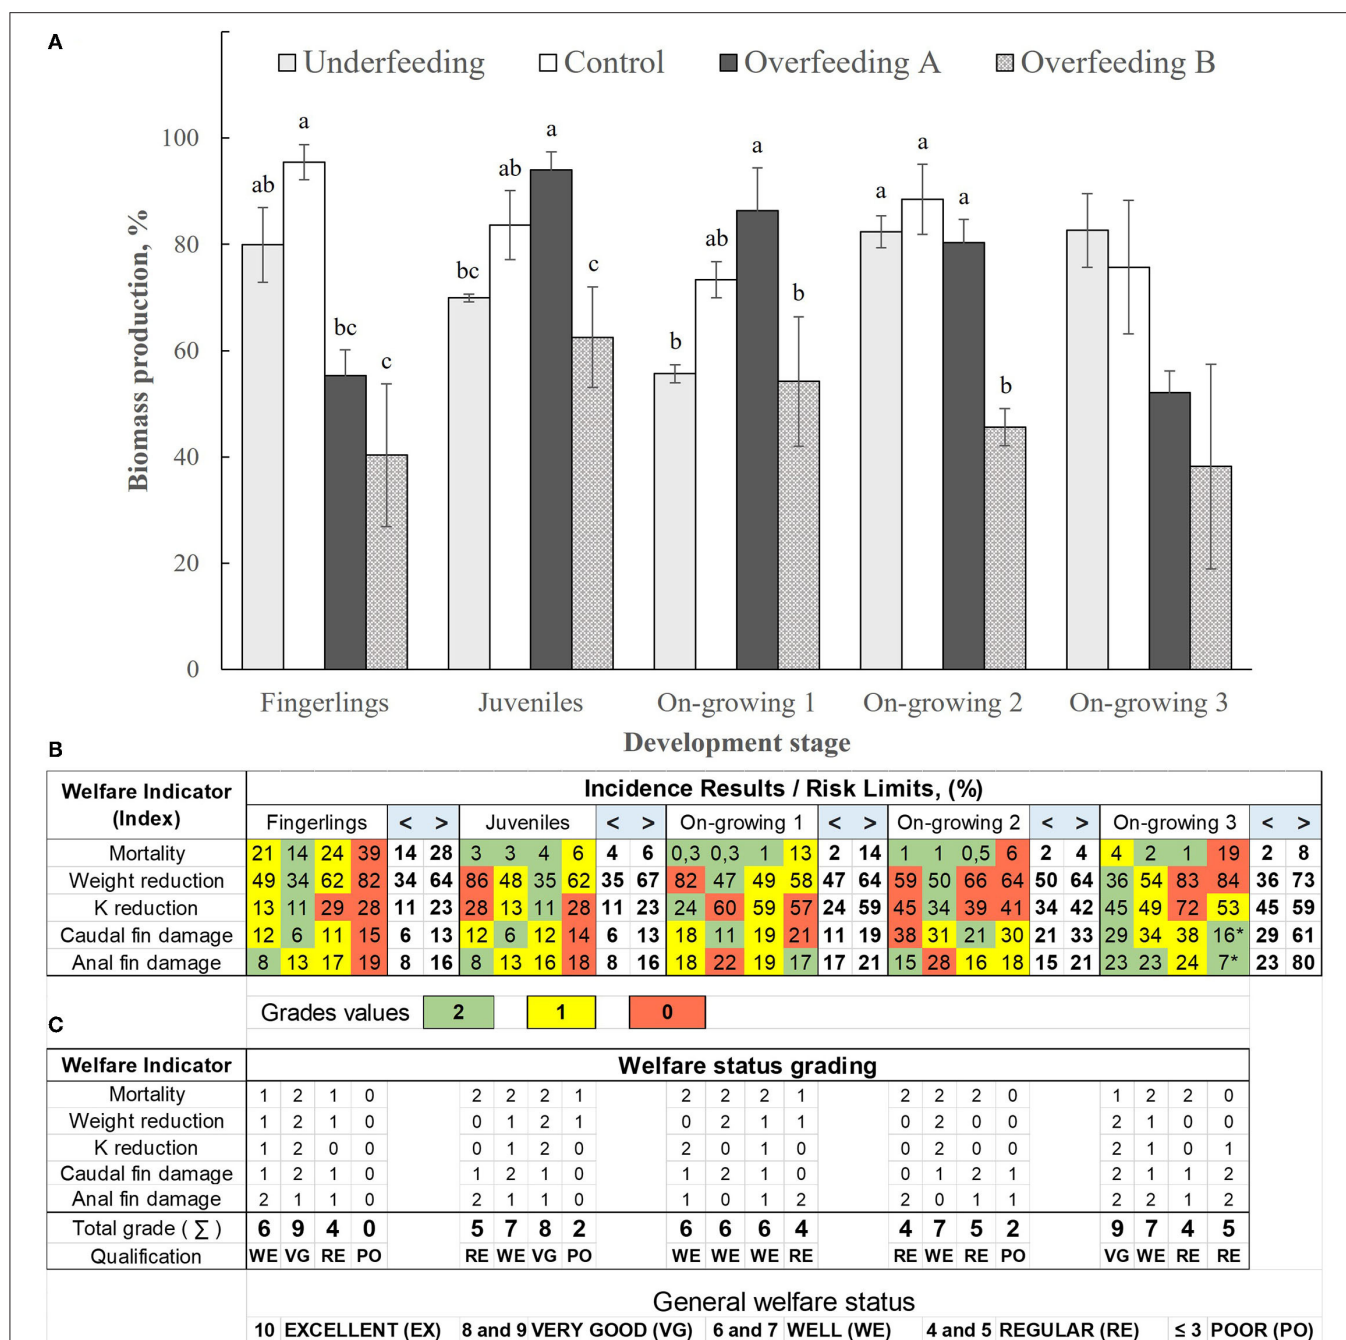 A
Underfeeding Control Overfeeding A Overfeeding B
Biomass production, %
100
80
60
40
20
0
ab a bc c
bc ab a c
b ab a b
a a a b
Fingerlings Juveniles On-growing 1 On-growing 2 On-growing 3
Development stage
B
Welfare Indicator (Index) Incidence Results / Risk Limits, (%)
Fingerlings < > Juveniles < > On-growing 1 < > On-growing 2 < > On-growing 3 < >
Mortality 21 14 24 39 14 28 3 3 4 6 4 6 0,3 0,3 1 13 2 14 1 1 0,5 6 2 4 4 2 1 19 2 8
Weight reduction 49 34 62 82 34 64 86 48 35 62 35 67 82 47 49 58 47 64 59 50 66 64 50 64 36 54 83 84 36 73
K reduction 13 11 29 28 11 23 28 13 11 28 11 23 24 60 59 57 24 59 45 34 39 41 34 42 45 49 72 53 45 59
Caudal fin damage 12 6 11 15 6 13 12 6 12 14 6 13 18 11 19 21 11 19 38 31 21 30 21 33 29 34 38 16* 29 61
Anal fin damage 8 13 17 19 8 16 8 13 16 18 8 16 18 22 19 17 17 21 15 28 16 18 15 21 23 23 24 7* 23 80
Grades values 2 1 0
C
Welfare Indicator Welfare status grading
Mortality 1 2 1 0 2 2 2 1 2 2 2 1 2 2 2 0 1 2 2 0
Weight reduction 1 2 1 0 0 1 2 1 0 2 1 1 0 2 0 0 2 1 0 0
K reduction 1 2 0 0 0 1 2 0 2 0 1 0 0 2 0 0 2 1 0 1
Caudal fin damage 1 2 1 0 1 2 1 0 1 2 1 0 0 1 2 1 2 1 1 2
Anal fin damage 2 1 1 0 2 1 1 0 1 0 1 2 2 0 1 1 2 2 1 2
Total grade ( ∑ ) 6 9 4 0 5 7 8 2 6 6 6 4 4 7 5 2 9 7 4 5
Qualification WE VG RE PO RE WE VG PO WE WE WE RE RE WE RE PO VG WE RE RE
General welfare status
10 EXCELLENT (EX) 8 and 9 VERY GOOD (VG) 6 and 7 WELL (WE) 4 and 5 REGULAR (RE) ≤ 3 POOR (PO)